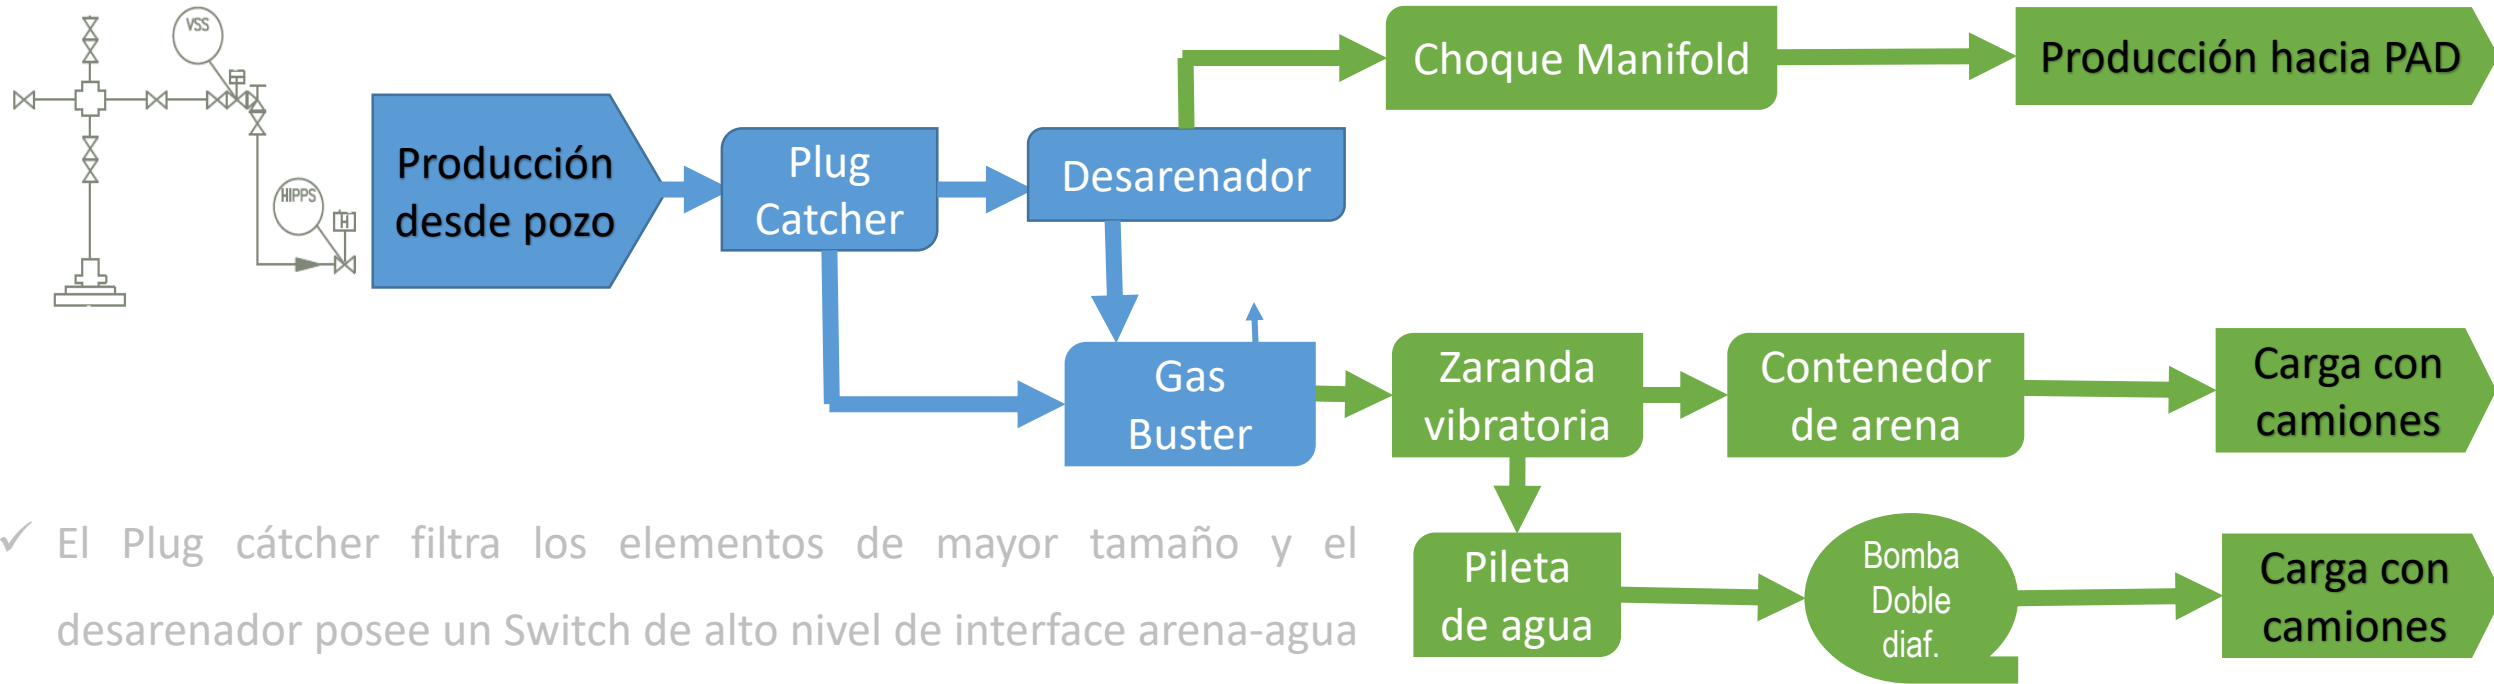 VSS
HIPPS
H
Producción
desde pozo
Plug
Catcher
Desarenador
Choque Manifold
Producción hacia PAD
Gas
Buster
Zaranda
vibratoria
Contenedor
de arena
Carga con
camiones
Pileta
de agua
Bomba
Doble
diaf.
Carga con
camiones
✓ El Plug cátcher filtra los elementos de mayor tamaño y el
desarenador posee un Switch de alto nivel de interface arena-agua